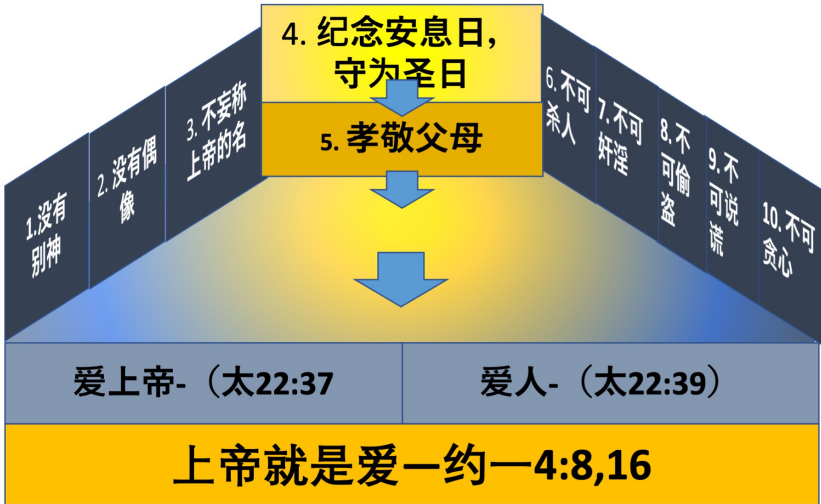 1.没有
别神
2. 没有偶
像
3. 不妄称
上帝的名
4. 纪念安息日,
守为圣日
5. 孝敬父母
6. 不可
杀人
7. 不可
奸淫
8. 不
可偷
盗
9. 不
可说
谎
10. 不可
贪心
爱上帝-（太22:37
爱人-（太22:39）
上帝就是爱—约一4:8,16